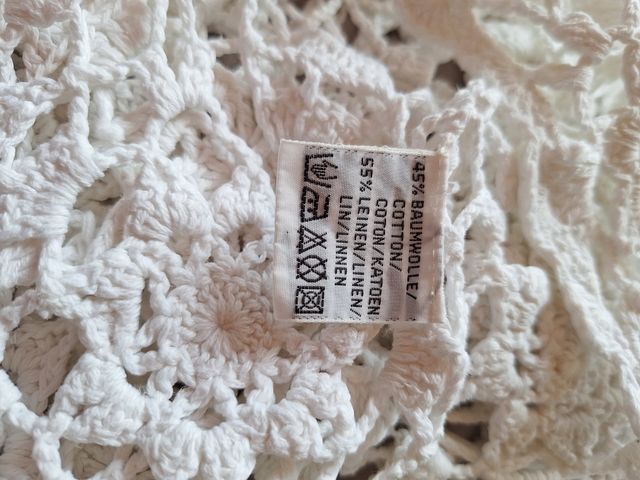 45% BAUMWOLLE/
COTTON/
COTON/KATOEN
55% LEINEN/LINEN/
LIN/LINNEN